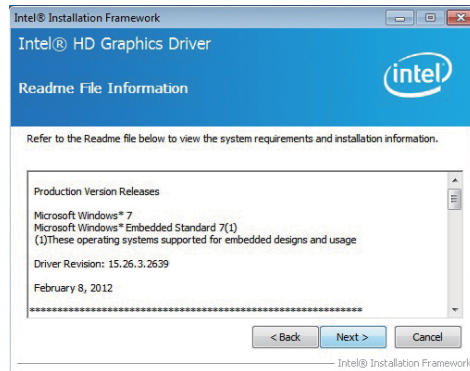 Intel® Installation Framework
Intel® HD Graphics Driver
Readme File Information
intel
Refer to the Readme file below to view the system requirements and installation information.
Production Version Releases
Microsoft Windows* 7
Microsoft Windows* Embedded Standard 7(1)
(1)These operating systems supported for embedded designs and usage
Driver Revision: 15.26.3.2639
February 8, 2012
< Back Next > Cancel
Intel® Installation Framework